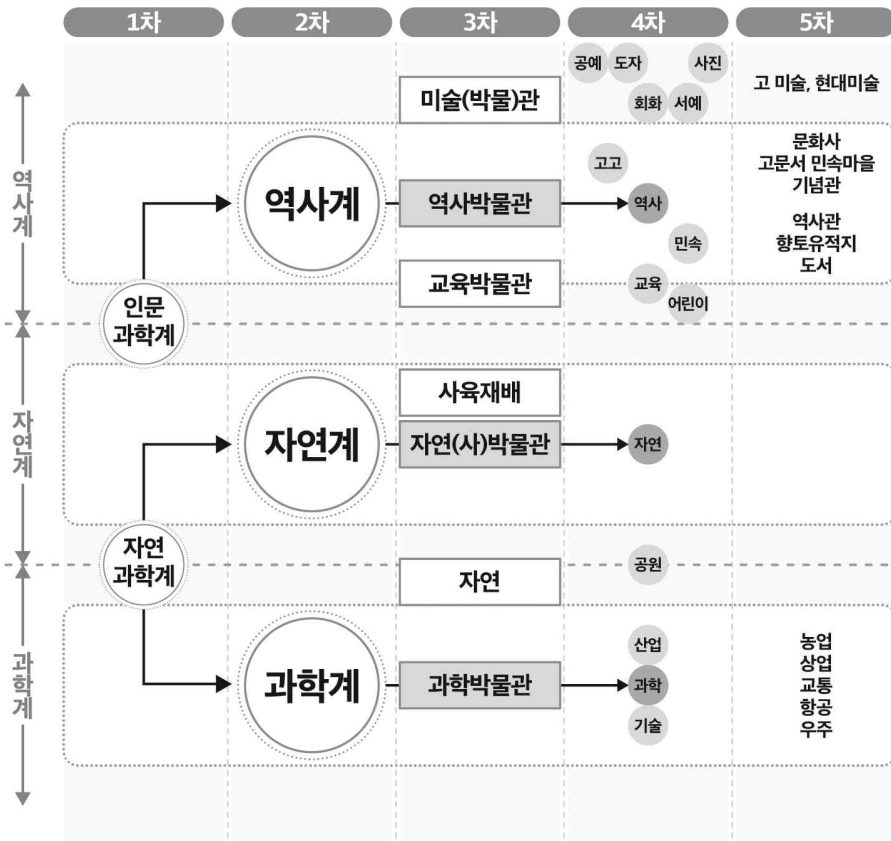 1차
2차
3차
4차
5차
역사계
자연계
과학계
인문
과학계
자연
과학계
역사계
자연계
과학계
미술(박물)관
역사박물관
교육박물관
사육재배
자연(사)박물관
자연
과학박물관
공예
도자
사진
회화
서예
고고
역사
민속
교육
어린이
자연
공원
산업
과학
기술
고 미술, 현대미술
문화사
고문서 민속마을
기념관
역사관
향토유적지
도서
농업
상업
교통
항공
우주